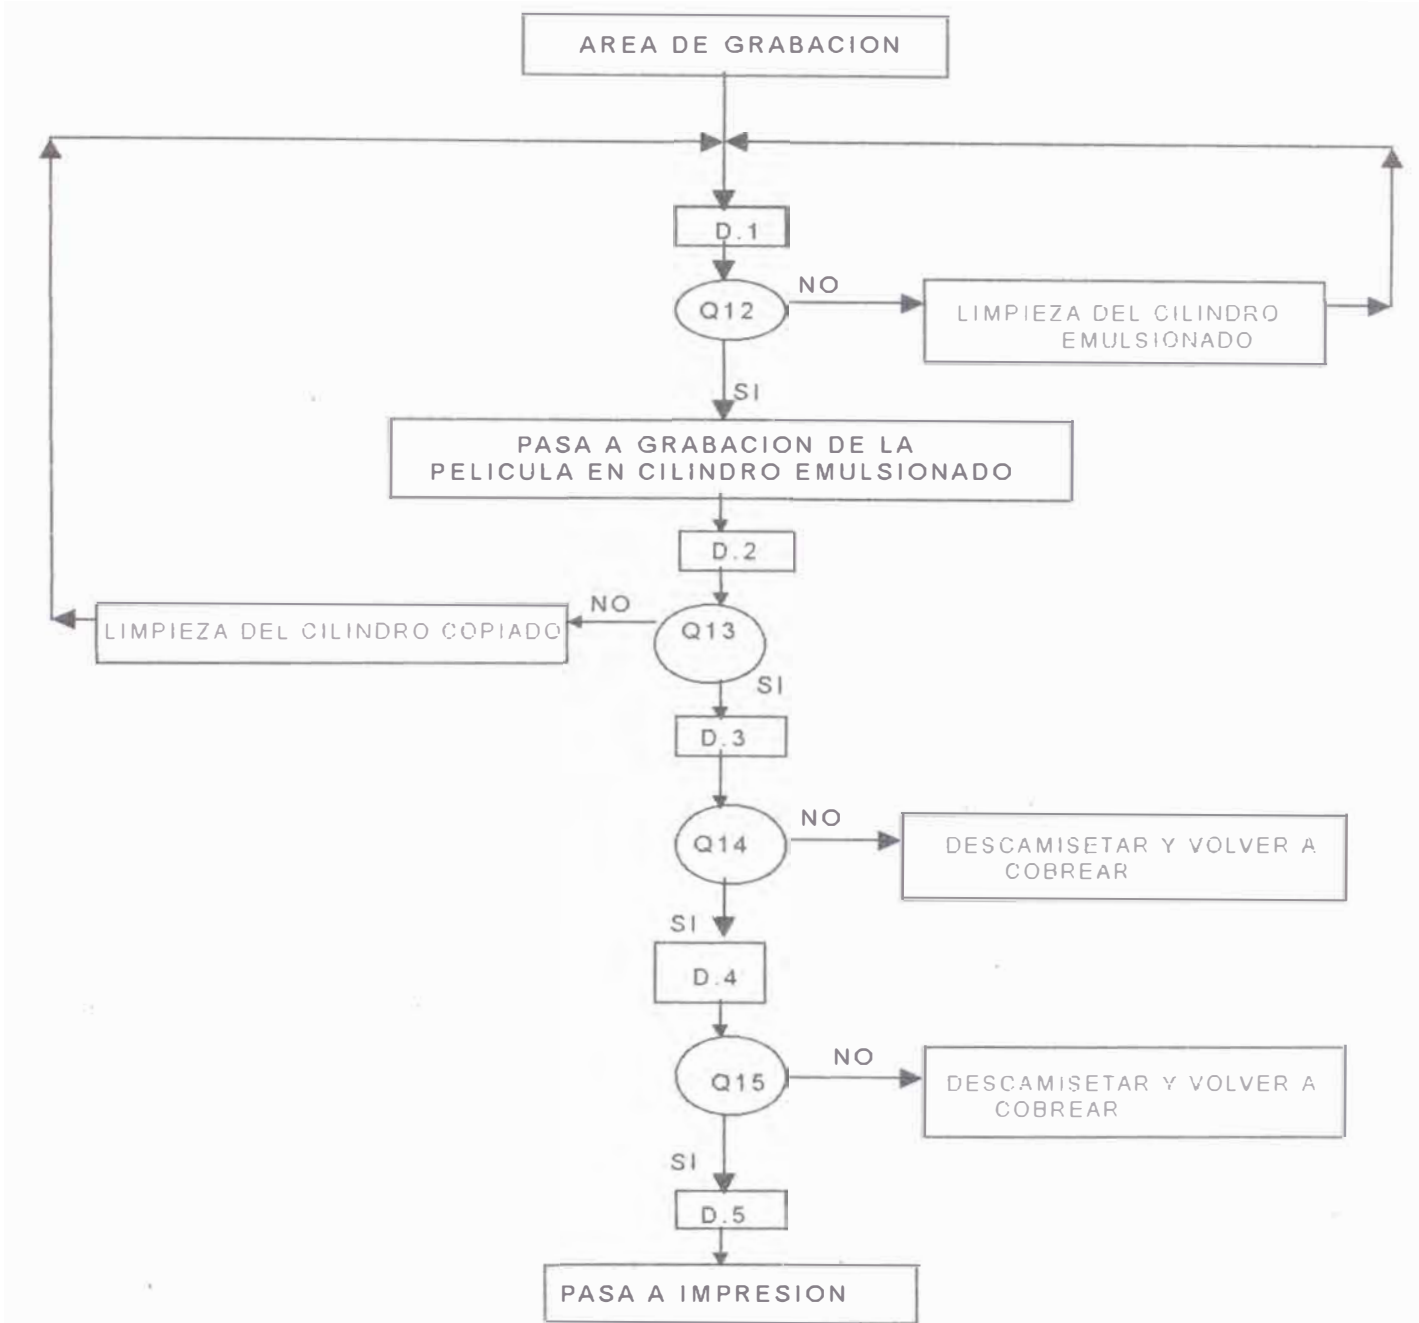 AREA DE GRABACION
D.1
Q12
NO
LIMPIEZA DEL CILINDRO
EMULSIONADO
SI
PASA A GRABACION DE LA
PELICULA EN CILINDRO EMULSIONADO
D.2
NO
Q13
LIMPIEZA DEL CILINDRO COPIADO
SI
D.3
NO
Q14
DESCAMISETAR Y VOLVER A
COBREAR
SI
D.4
NO
Q15
DESCAMISETAR Y VOLVER A
COBREAR
SI
D.5
PASA A IMPRESION